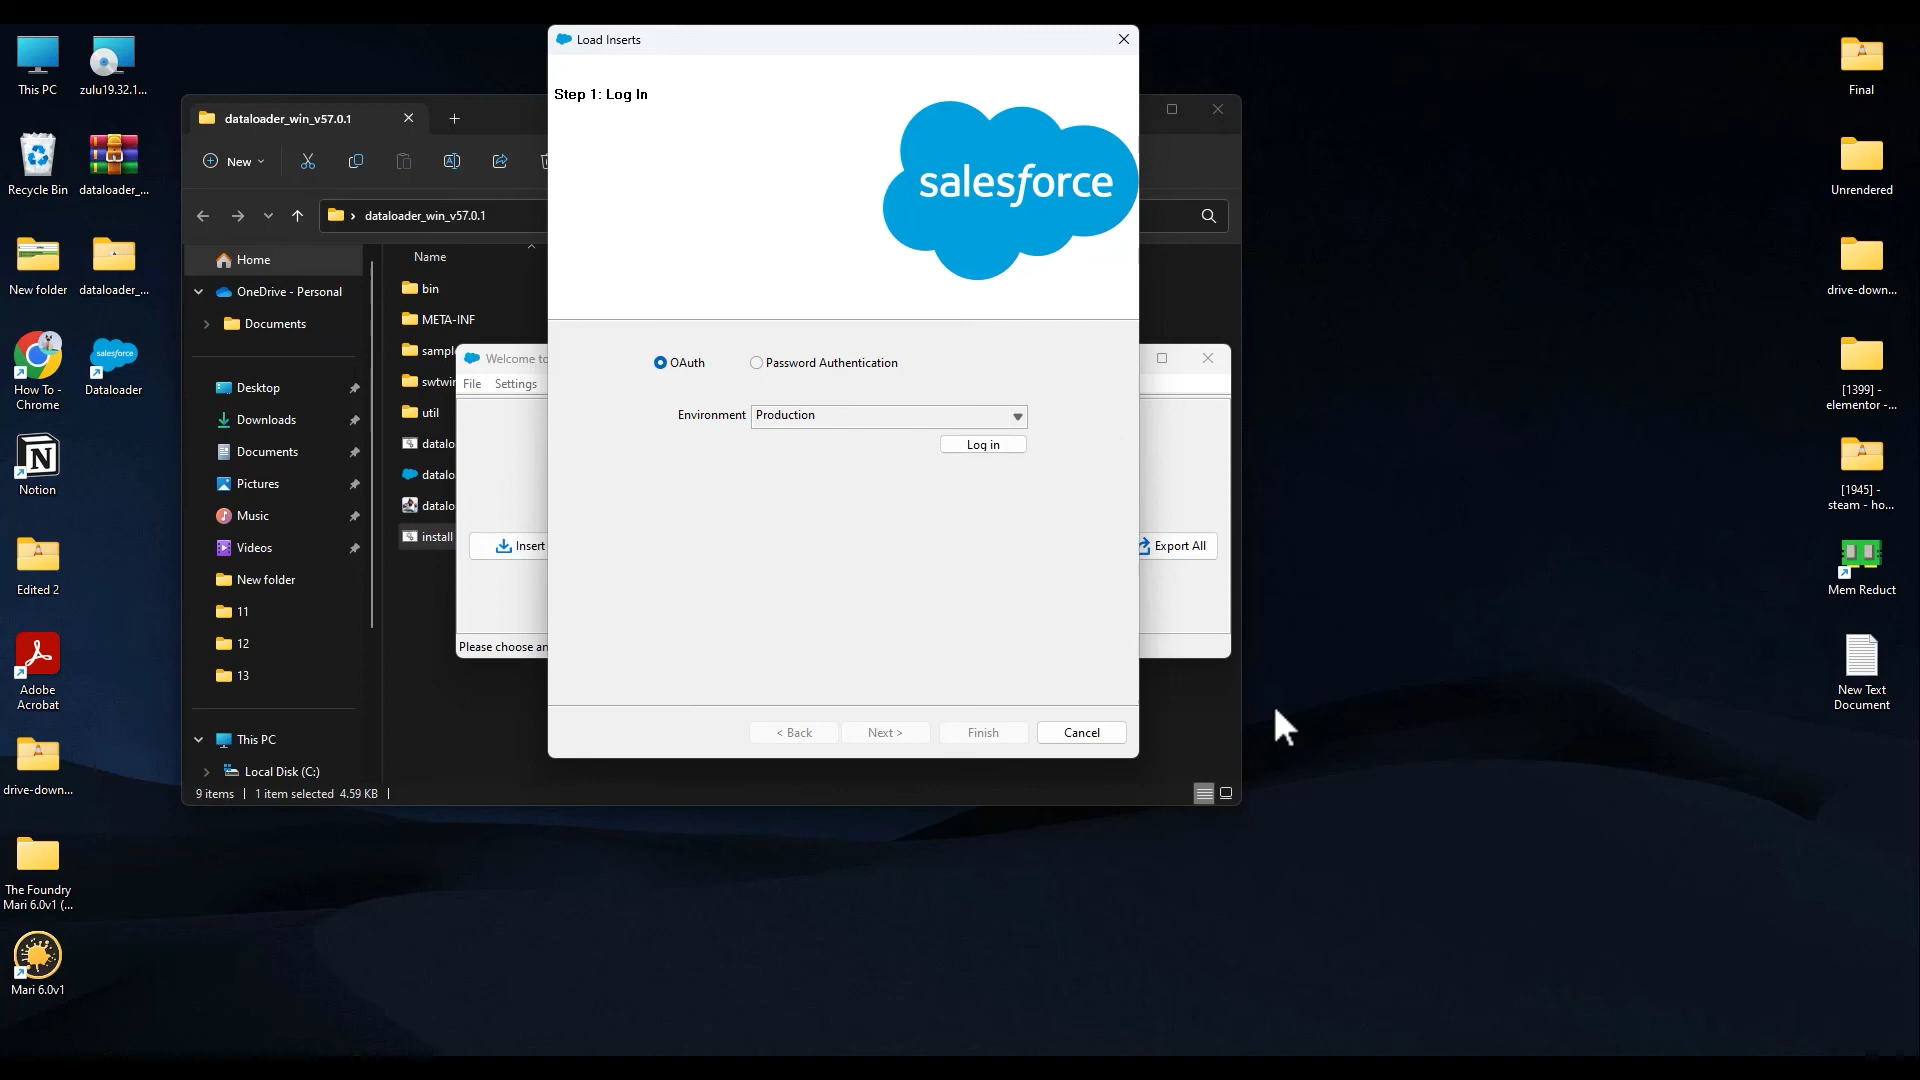 This PC
zulu19.32.1...
Recycle Bin
dataloader_...
New folder
dataloader_...
How To -
Chrome
Dataloader
Notion
Edited 2
Adobe
Acrobat
drive-down...
The Foundry
Mari 6.0v1 (...
Mari 6.0v1
dataloader_win_v57.0.1
New
dataloader_win_v57.0.1
Home
OneDrive - Personal
Documents
Desktop
Downloads
Documents
Pictures
Music
Videos
New folder
11
12
13
This PC
Local Disk (C:)
9 items
1 item selected 4.59 KB
Name
bin
META-INF
sampl
swtwin
util
datalo
datalo
datalo
install
Welcome to
File Settings
Insert
Export All
Please choose an
Load Inserts
Step 1: Log In
salesforce
OAuth
Password Authentication
Environment Production
Log in
< Back
Next >
Finish
Cancel
Final
Unrendered
drive-down...
[1399] -
elementor -...
[1945] -
steam - ho...
Mem Reduct
New Text
Document